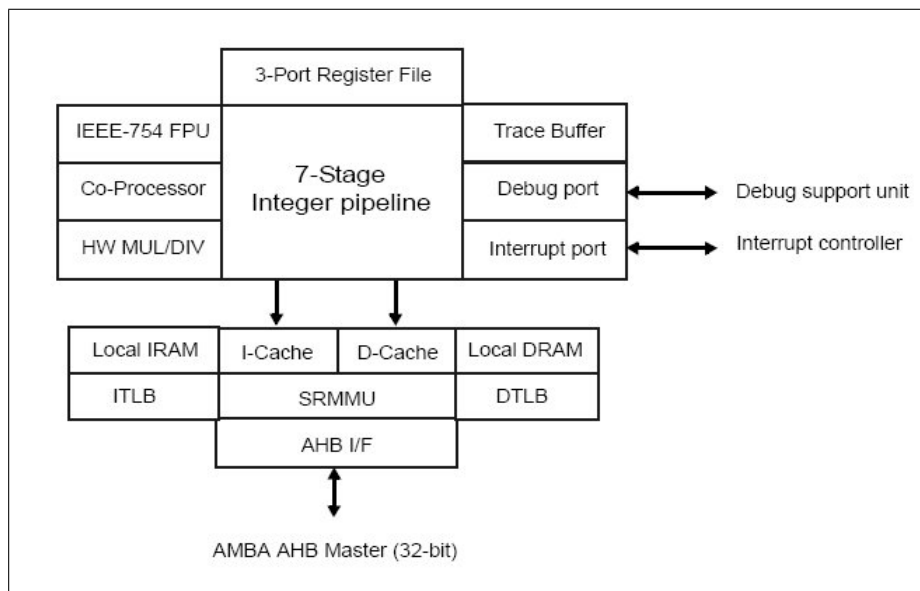 3-Port Register File
IEEE-754 FPU
7-Stage
Integer pipeline
Trace Buffer
Co-Processor
Debug port
Debug support unit
HW MUL/DIV
Interrupt port
Interrupt controller
Local IRAM
I-Cache
D-Cache
Local DRAM
ITLB
SRMMU
DTLB
AHB I/F
AMBA AHB Master (32-bit)